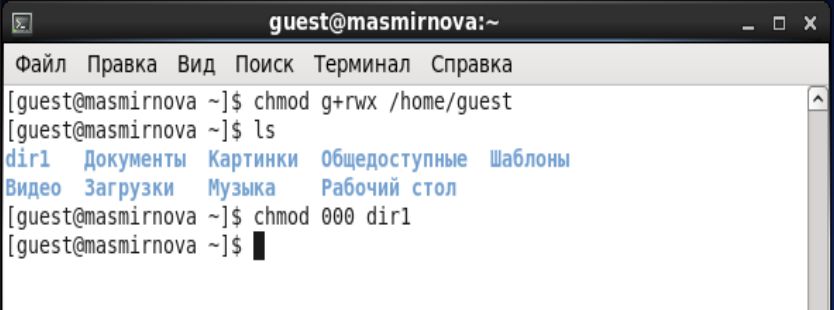 guest@masmirnova:~
Файл Правка Вид Поиск Терминал Справка
[guest@masmirnova ~]$ chmod g+rwx /home/guest
[guest@masmirnova ~]$ ls
dir1 Документы Картинки Общедоступные Шаблоны
Видео Загрузки Музыка Рабочий стол
[guest@masmirnova ~]$ chmod 000 dir1
[guest@masmirnova ~]$